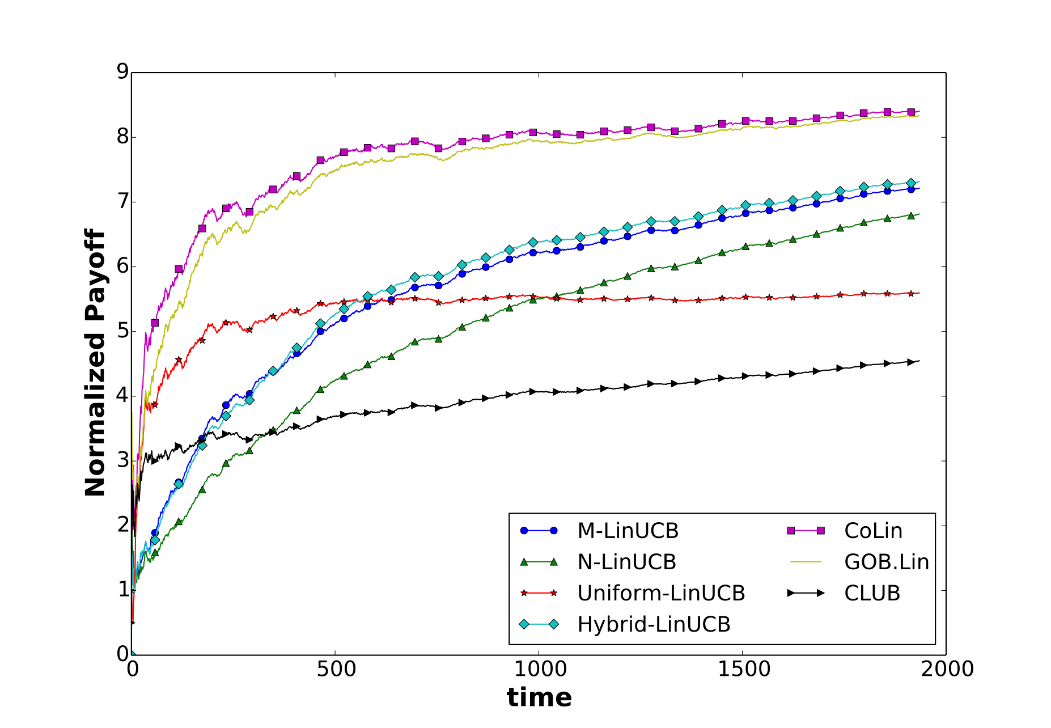 9
8
7
6
5
4
3
2
1
0
Normalized Payoff
0
500
1000
1500
2000
time
M-LinUCB
N-LinUCB
Uniform-LinUCB
Hybrid-LinUCB
CoLin
GOB.Lin
CLUB